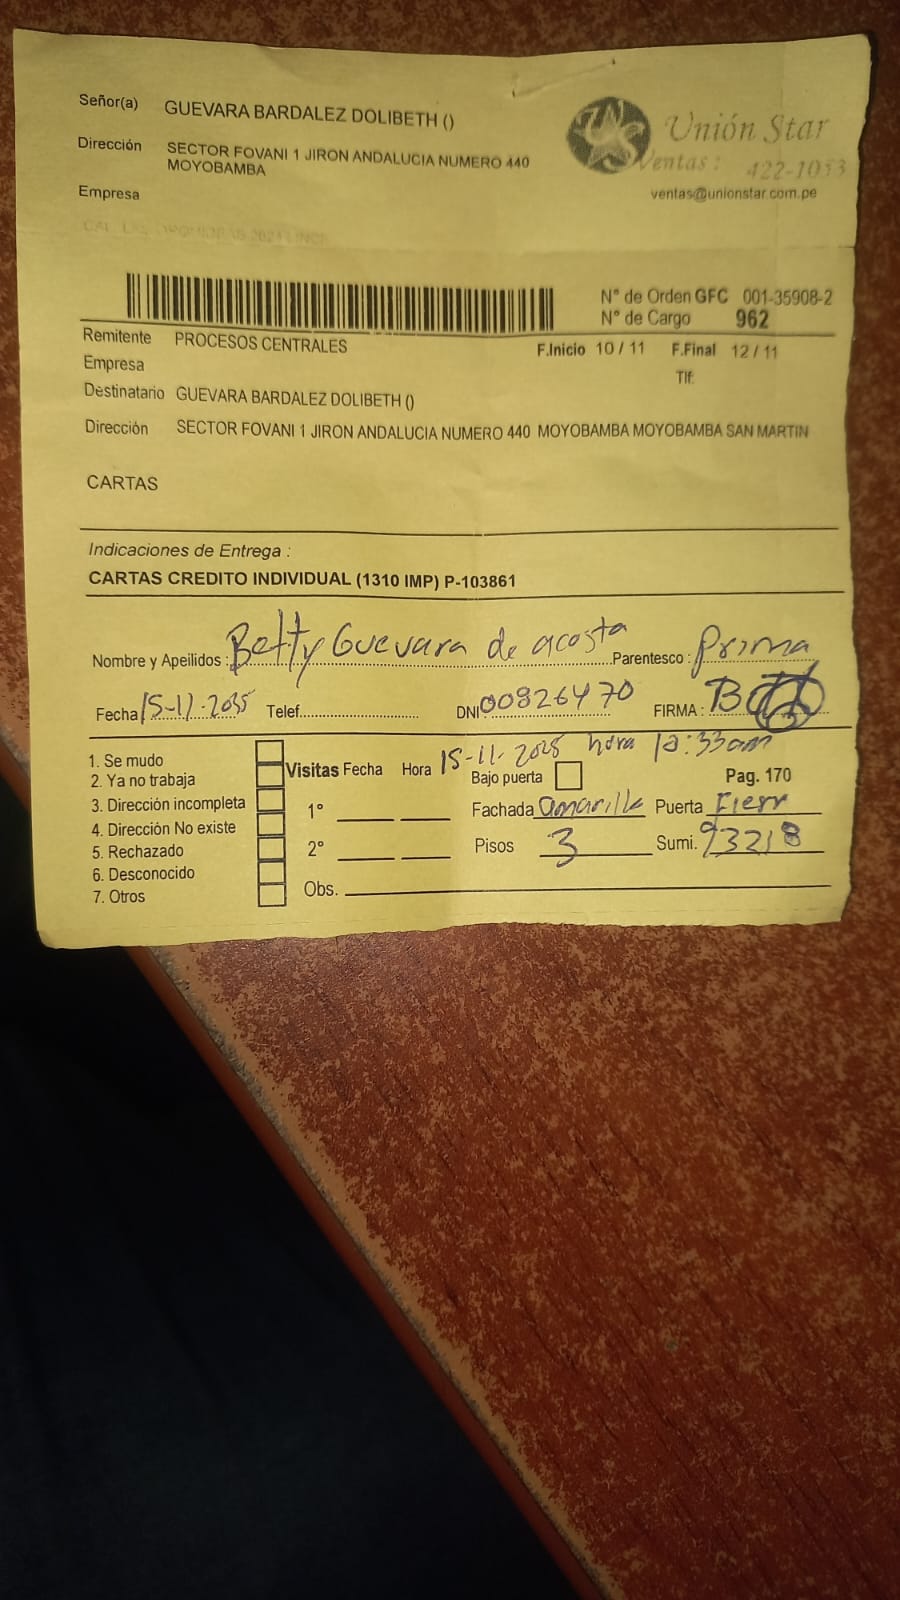 Señor(a) GUEVARA BARDALEZ DOLIBETH ()
Unión Star
Dirección SECTOR FOVANI 1 JIRON ANDALUCIA NUMERO 440
MOYOBAMBA
Ventas : 422-1053
Empresa
ventas@unionstar.com.pe
N° de Orden GFC 001-35908-2
N° de Cargo 962
Remitente PROCESOS CENTRALES
F.Inicio 10 / 11 F.Final 12 / 11
Empresa
Tlf:
Destinatario GUEVARA BARDALEZ DOLIBETH ()
Dirección SECTOR FOVANI 1 JIRON ANDALUCIA NUMERO 440 MOYOBAMBA MOYOBAMBA SAN MARTIN
CARTAS
Indicaciones de Entrega :
CARTAS CREDITO INDIVIDUAL (1310 IMP) P-103861
Nombre y Apeilidos : Betty Guevara de acosta Parentesco : Prima
Fecha 15-11-2025 Telef. DNI 00826470 FIRMA :
15-11-2025 hora
1. Se mudo
2. Ya no trabaja
3. Dirección incompleta
4. Dirección No existe
5. Rechazado
6. Desconocido
7. Otros
Visitas Fecha Hora
1°
2°
Obs.
Bajo puerta Pag. 170
Fachada amarilla Puerta Fierr
Pisos 3 Sumi. 93218